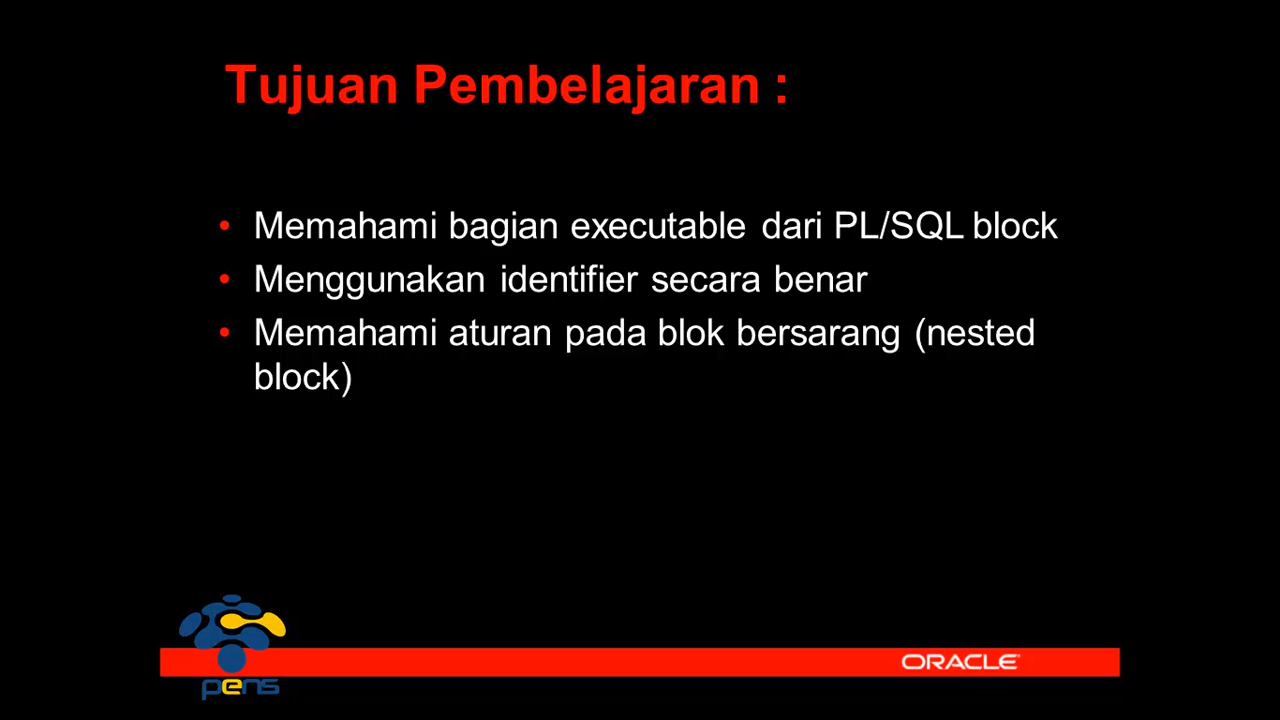 Tujuan Pembelajaran :
• Memahami bagian executable dari PL/SQL block
• Menggunakan identifier secara benar
• Memahami aturan pada blok bersarang (nested
block)
ORACLE
pens